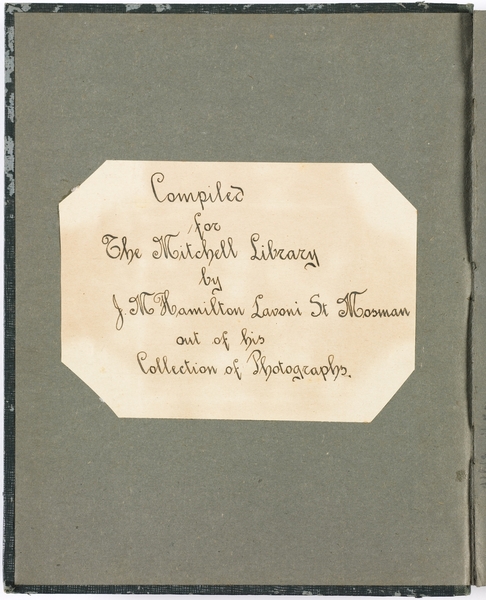 Compiled
for
The Mitchell Library
by
J. M Hamilton Lavoni St Mosman
out of his
Collection of Photographs.